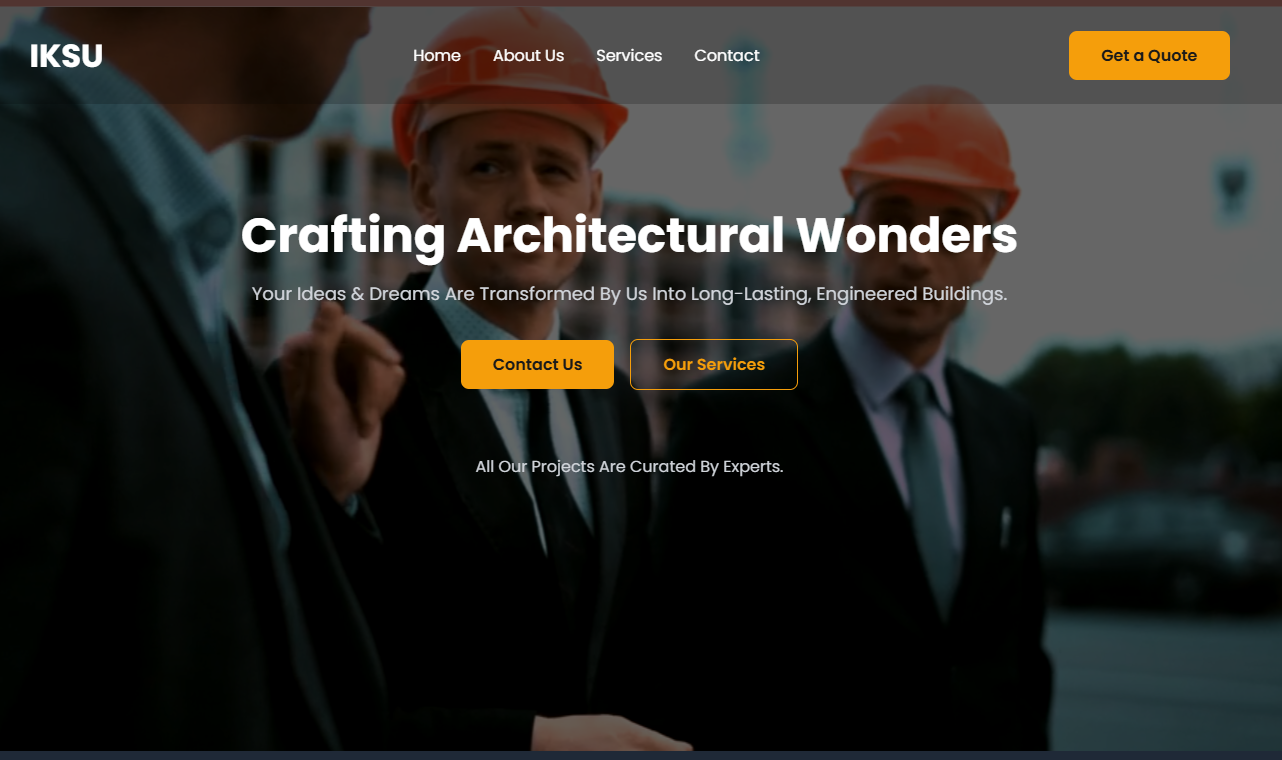 IKSU
Home
About Us
Services
Contact
Get a Quote
Crafting Architectural Wonders
Your Ideas & Dreams Are Transformed By Us Into Long-Lasting, Engineered Buildings.
Contact Us
Our Services
All Our Projects Are Curated By Experts.